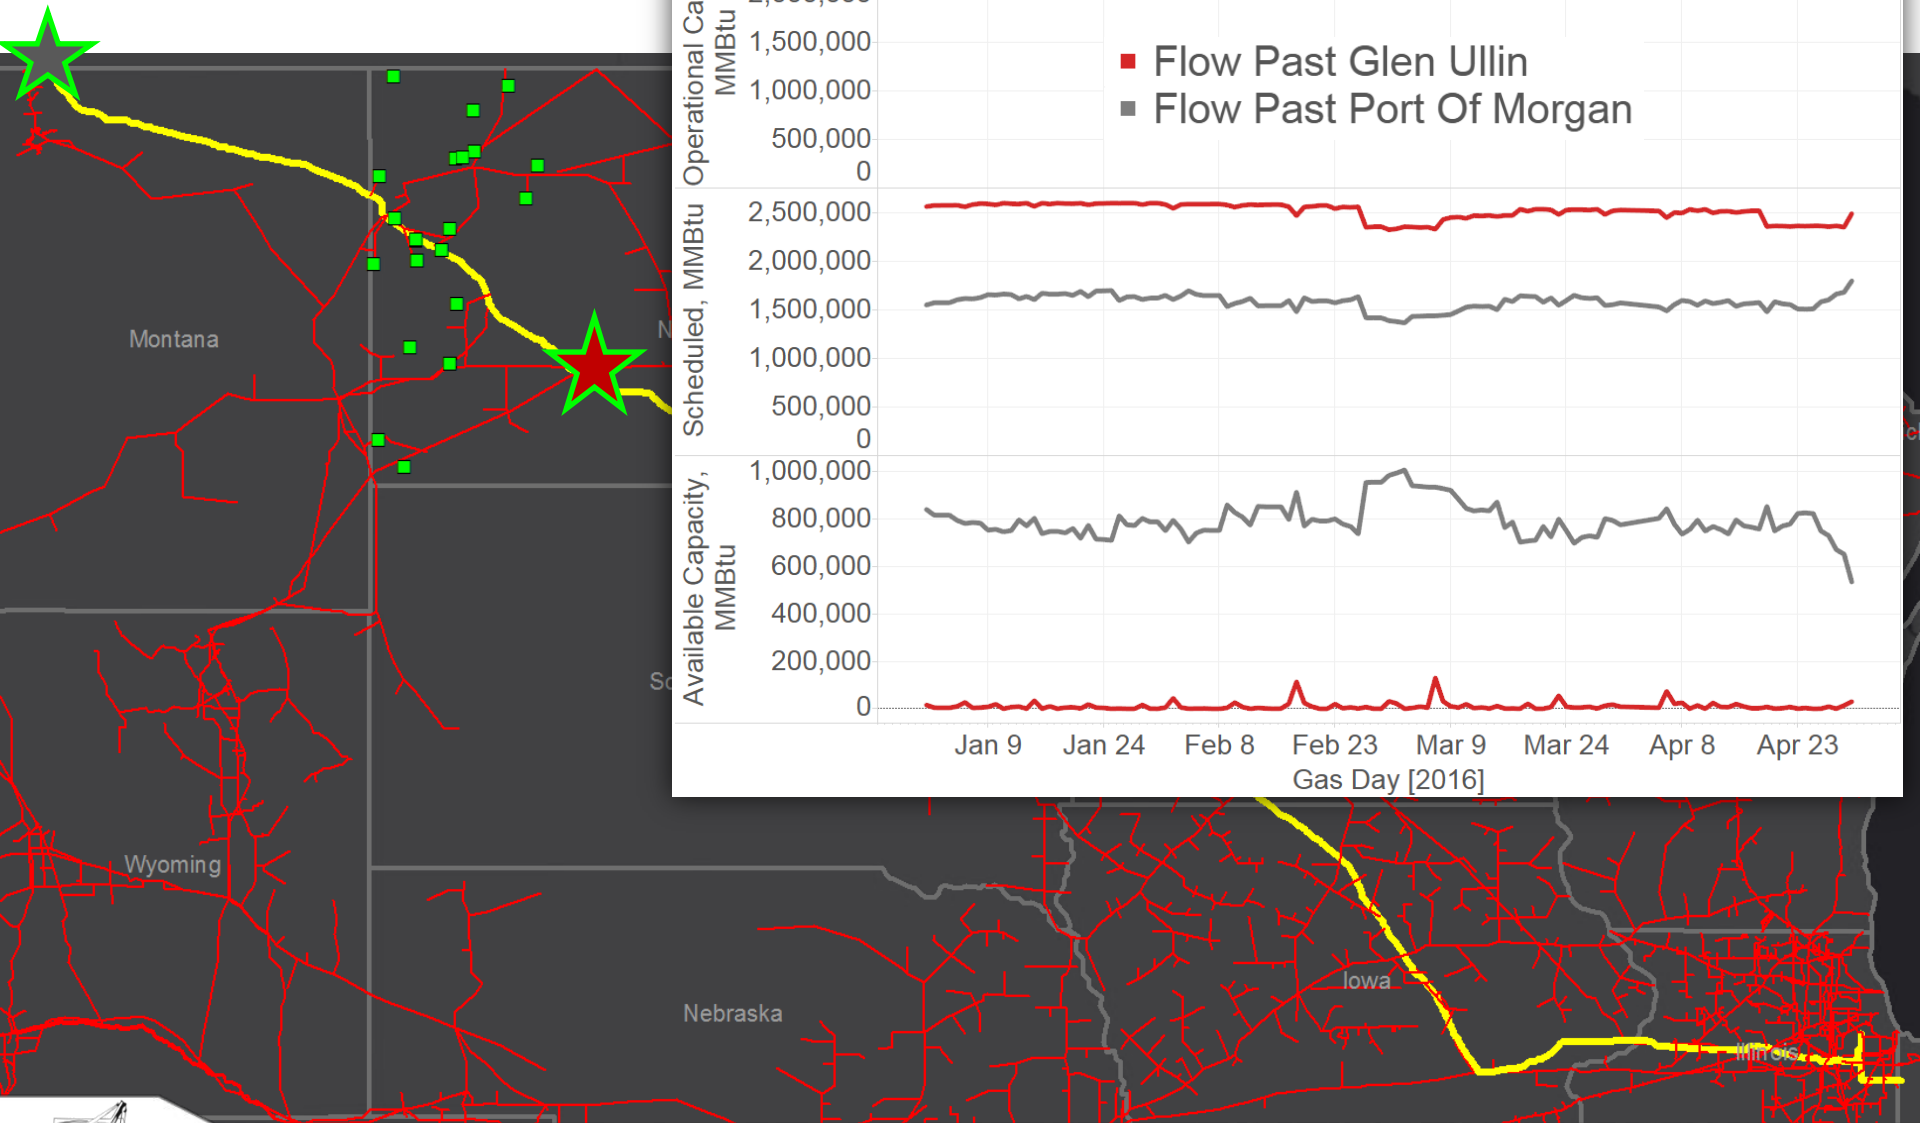 2,000,000
1,500,000
1,000,000
500,000
0
Operational Ca
MMBtu
Flow Past Glen Ullin
Flow Past Port Of Morgan
2,500,000
2,000,000
1,500,000
1,000,000
500,000
0
Scheduled, MMBtu
1,000,000
800,000
600,000
400,000
200,000
0
Available Capacity,
MMBtu
Jan 9 Jan 24 Feb 8 Feb 23 Mar 9 Mar 24 Apr 8 Apr 23
Gas Day [2016]
Montana
N
So
Wyoming
Nebraska
Iowa
Illinois